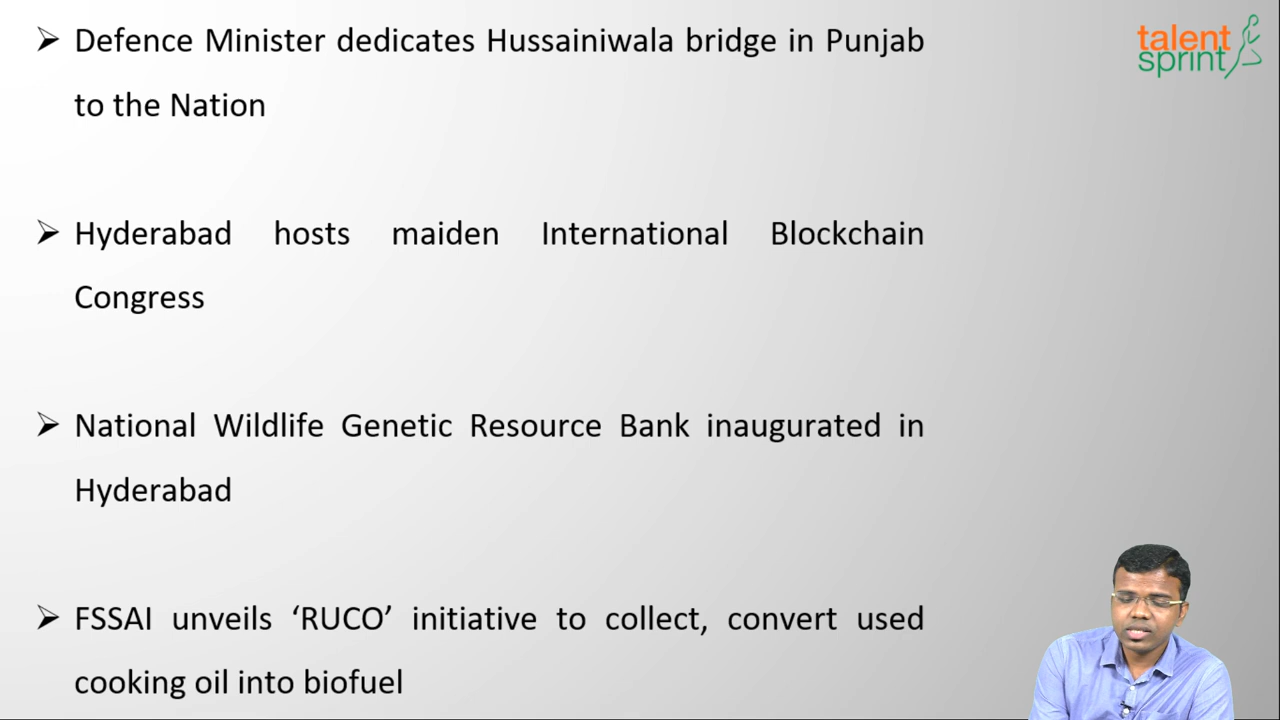 ➢ Defence Minister dedicates Hussainiwala bridge in Punjab
to the Nation
talent
sprint
➢ Hyderabad hosts maiden International Blockchain
Congress
➢ National Wildlife Genetic Resource Bank inaugurated in
Hyderabad
➢ FSSAI unveils ‘RUCO’ initiative to collect, convert used
cooking oil into biofuel